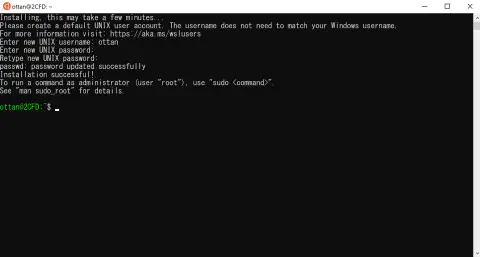 ottan@2CFD: ~
Installing, this may take a few minutes...
Please create a default UNIX user account. The username does not need to match your Windows username.
For more information visit: https://aka.ms/wslusers
Enter new UNIX username: ottan
Enter new UNIX password:
Retype new UNIX password:
passwd: password updated successfully
Installation successful!
To run a command as administrator (user "root"), use "sudo <command>".
See "man sudo_root" for details.
ottan@2CFD:~$